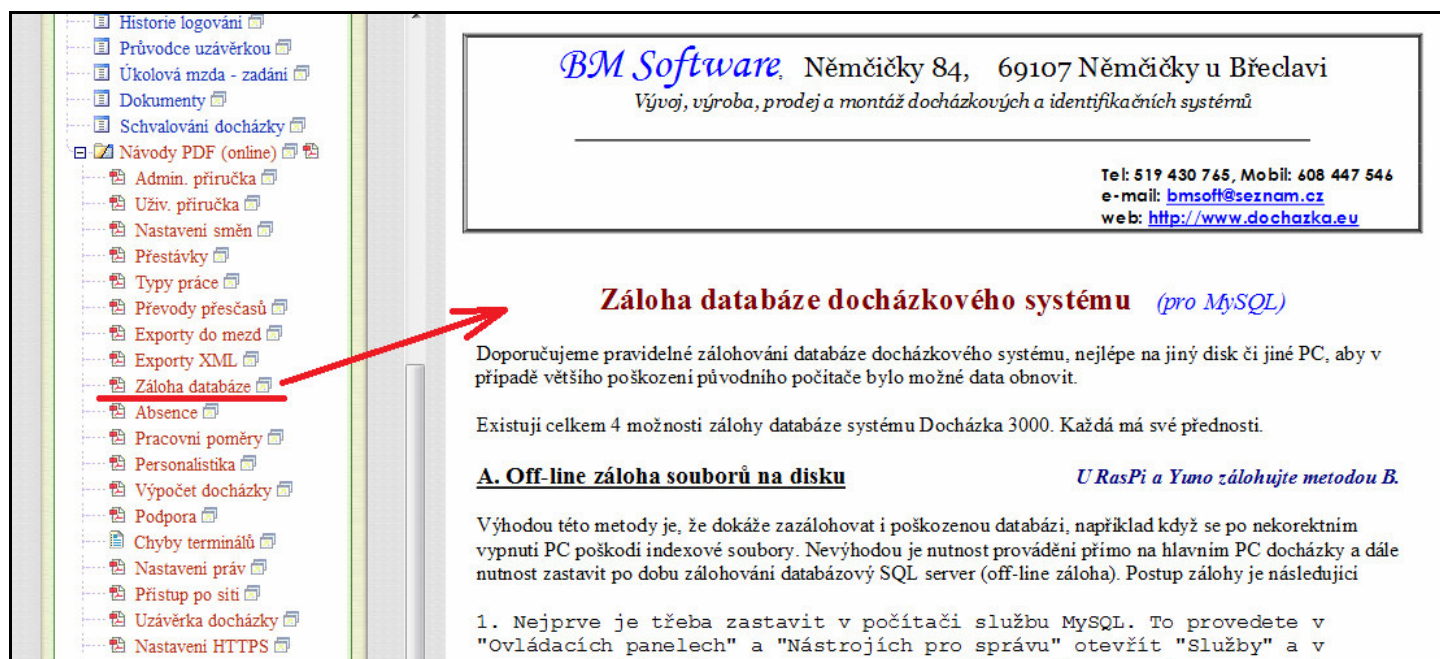 Historie logování
Průvodce uzávěrkou
Úkolová mzda - zadání
Dokumenty
Schvalování docházky
Návody PDF (online)
Admin. příručka
Uživ. příručka
Nastavení směn
Přestávky
Typy práce
Převody přesčasů
Exporty do mezd
Exporty XML
Záloha databáze
Absence
Pracovní poměry
Personalistika
Výpočet docházky
Podpora
Chyby terminálů
Nastavení práv
Přístup po síti
Uzávěrka docházky
Nastavení HTTPS
BM Software, Němčičky 84, 69107 Němčičky u Břeclavi
Vývoj, výroba, prodej a montáž docházkových a identifikačních systémů
Tel: 519 430 765, Mobil: 608 447 546
e-mail: bmsoft@seznam.cz
web: http://www.dochazka.eu
Záloha databáze docházkového systému (pro MySQL)
Doporučujeme pravidelné zálohování databáze docházkového systému, nejlépe na jiný disk či jiné PC, aby v
případě většího poškození původního počítače bylo možné data obnovit.
Existují celkem 4 možnosti zálohy databáze systému Docházka 3000. Každá má své přednosti.
A. Off-line záloha souborů na disku U RasPi a Yuno zálohujte metodou B.
Výhodou této metody je, že dokáže zazálohovat i poškozenou databázi, například když se po nekorektním
vypnutí PC poškodí indexové soubory. Nevýhodou je nutnost provádění přímo na hlavním PC docházky a dále
nutnost zastavit po dobu zálohování databázový SQL server (off-line záloha). Postup zálohy je následující
1. Nejprve je třeba zastavit v počítači službu MySQL. To provedete v
"Ovládacích panelech" a "Nástrojích pro správu" otevřít "Služby" a v